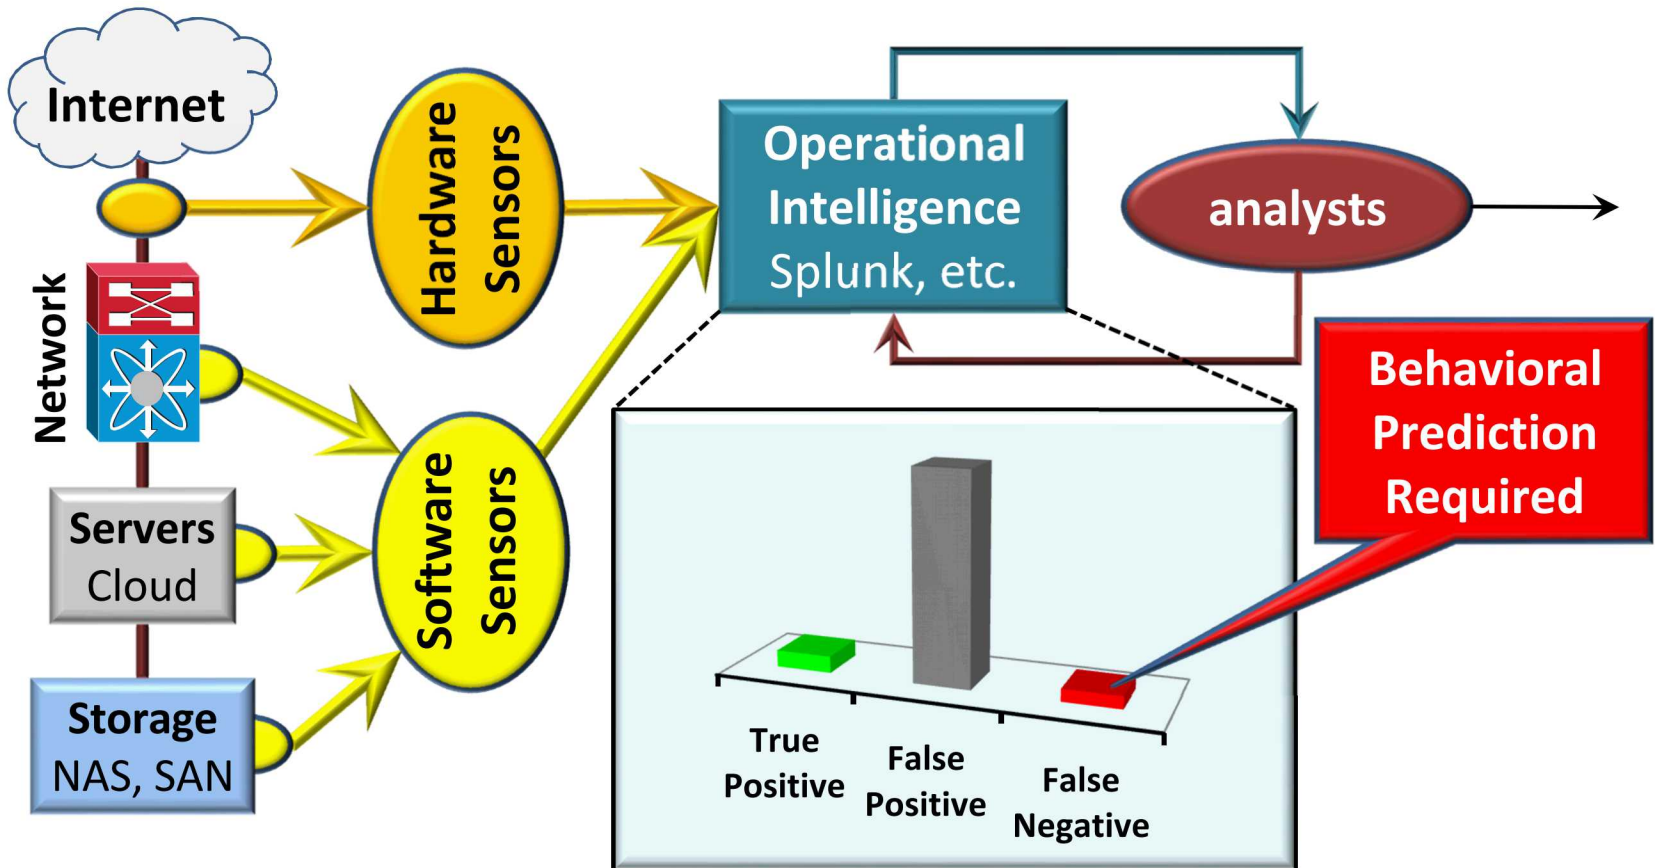 Internet
Network
Servers
Cloud
Storage
NAS, SAN
Hardware
Sensors
Software
Sensors
Operational
Intelligence
Splunk, etc.
analysts
Behavioral
Prediction
Required
True
Positive
False
Positive
False
Negative